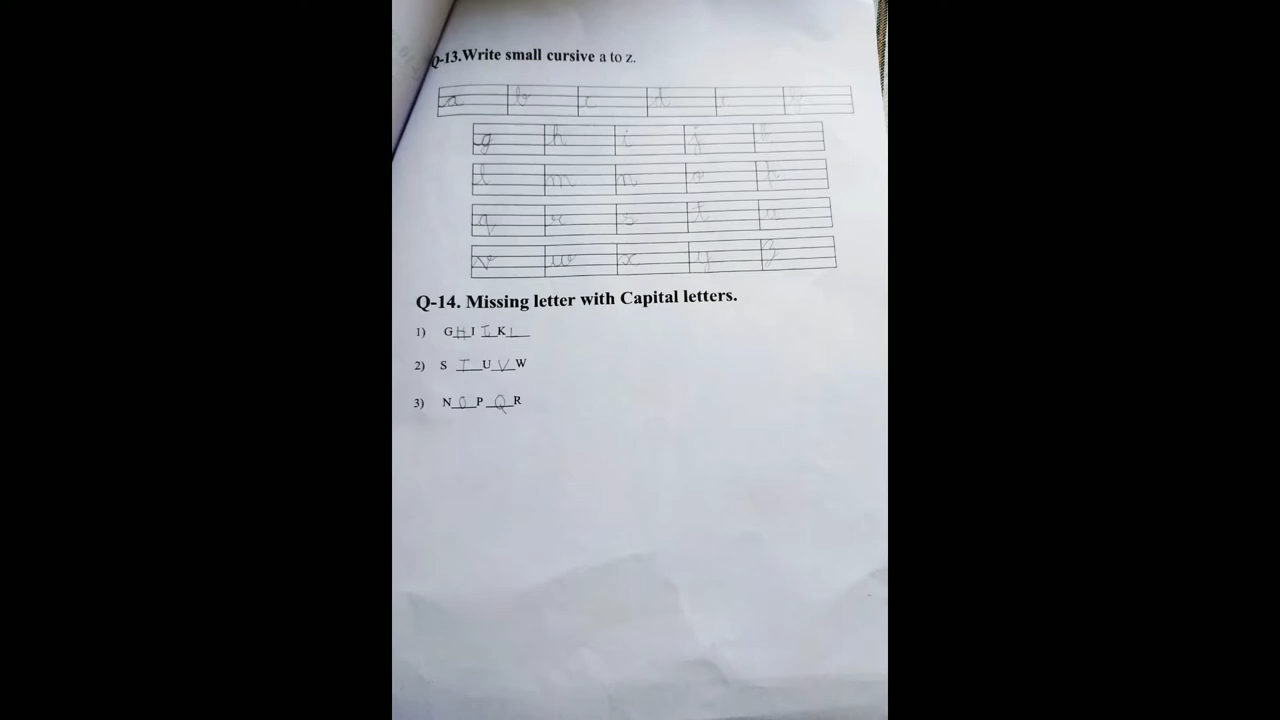 Q-13.Write small cursive a to z.
a b c d e f
g h i j k
l m n o p
q r s t u
v w x y z
Q-14. Missing letter with Capital letters.
1) G H I J K L
2) S T U V W
3) N O P Q R